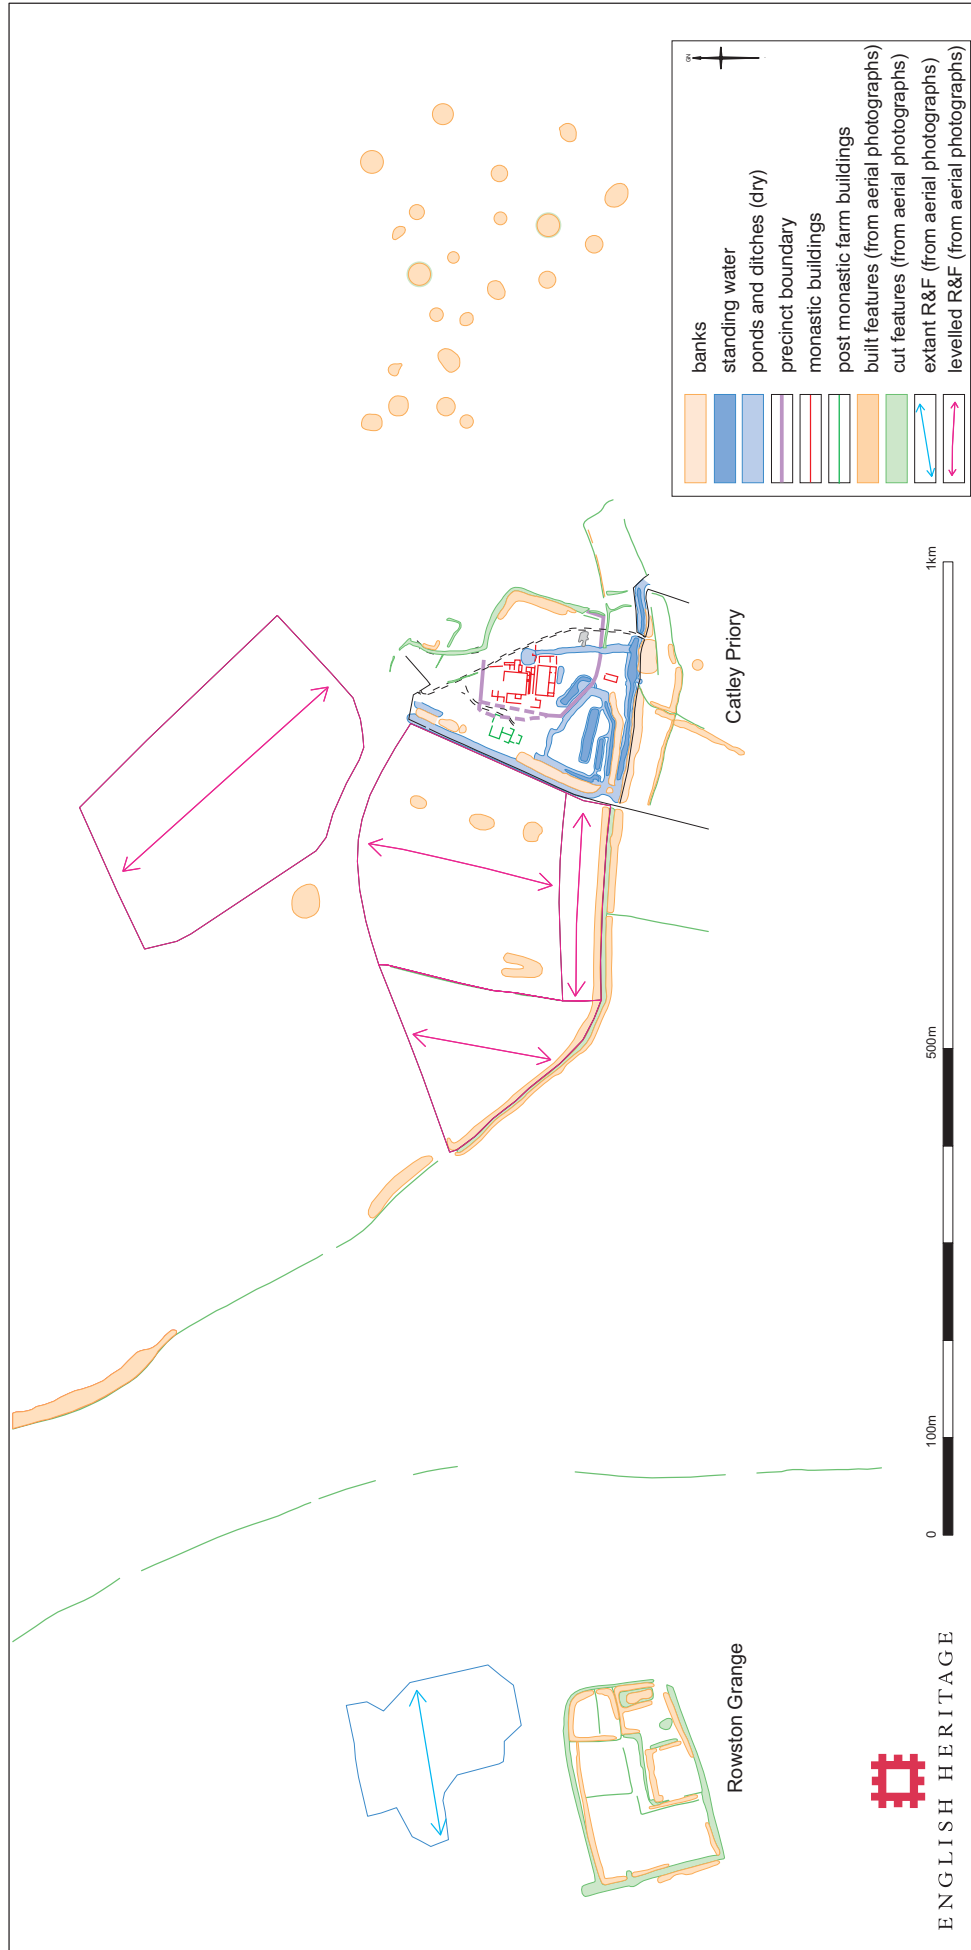 GN
banks
standing water
ponds and ditches (dry)
precinct boundary
monastic buildings
post monastic farm buildings
built features (from aerial photographs)
cut features (from aerial photographs)
extant R&F (from aerial photographs)
levelled R&F (from aerial photographs)
Catley Priory
Rowston Grange
0
100m
500m
1km
ENGLISH HERITAGE